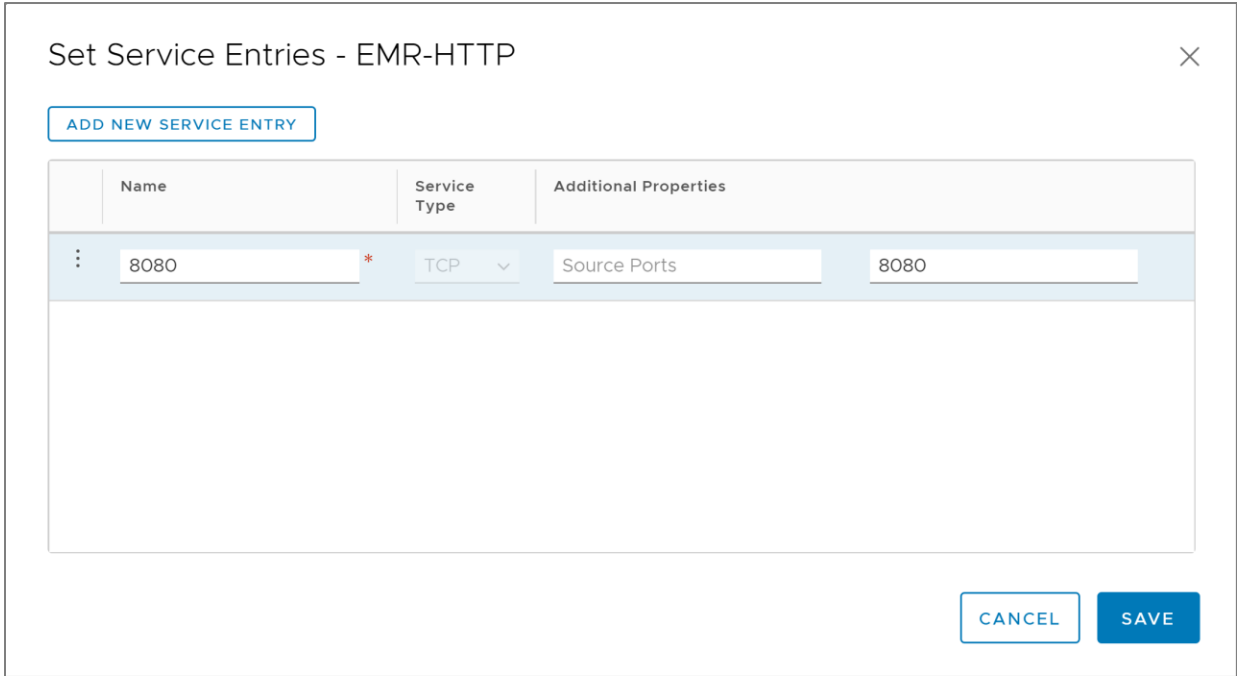 Set Service Entries - EMR-HTTP
ADD NEW SERVICE ENTRY
Name
Service
Type
Additional Properties
8080 * TCP Source Ports 8080
CANCEL SAVE